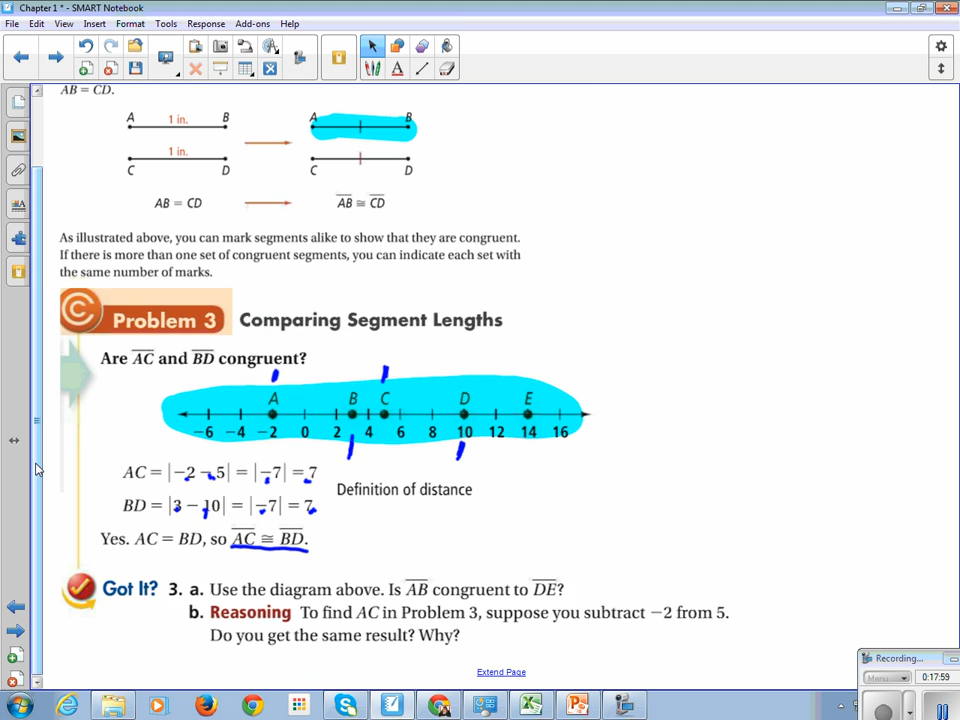 Chapter1 * - SMART Notebook
File Edit View Insert Format Tools Response Add-ons Help
AB = CD.
A 1 in. B A B
1 in.
C D C D
AB = CD AB ≅ CD
As illustrated above, you can mark segments alike to show that they are congruent.
If there is more than one set of congruent segments, you can indicate each set with
the same number of marks.
C Problem 3 Comparing Segment Lengths
Are AC and BD congruent?
A B C D E
−6 −4 −2 0 2 4 6 8 10 12 14 16
AC = |−2 − 5| = |−7| = 7
Definition of distance
BD = |3 − 10| = |−7| = 7.
Yes. AC = BD, so AC ≅ BD.
Got It? 3. a. Use the diagram above. Is AB congruent to DE?
b. Reasoning To find AC in Problem 3, suppose you subtract −2 from 5.
Do you get the same result? Why?
Extend Page
Recording...
Menu 0:17:59